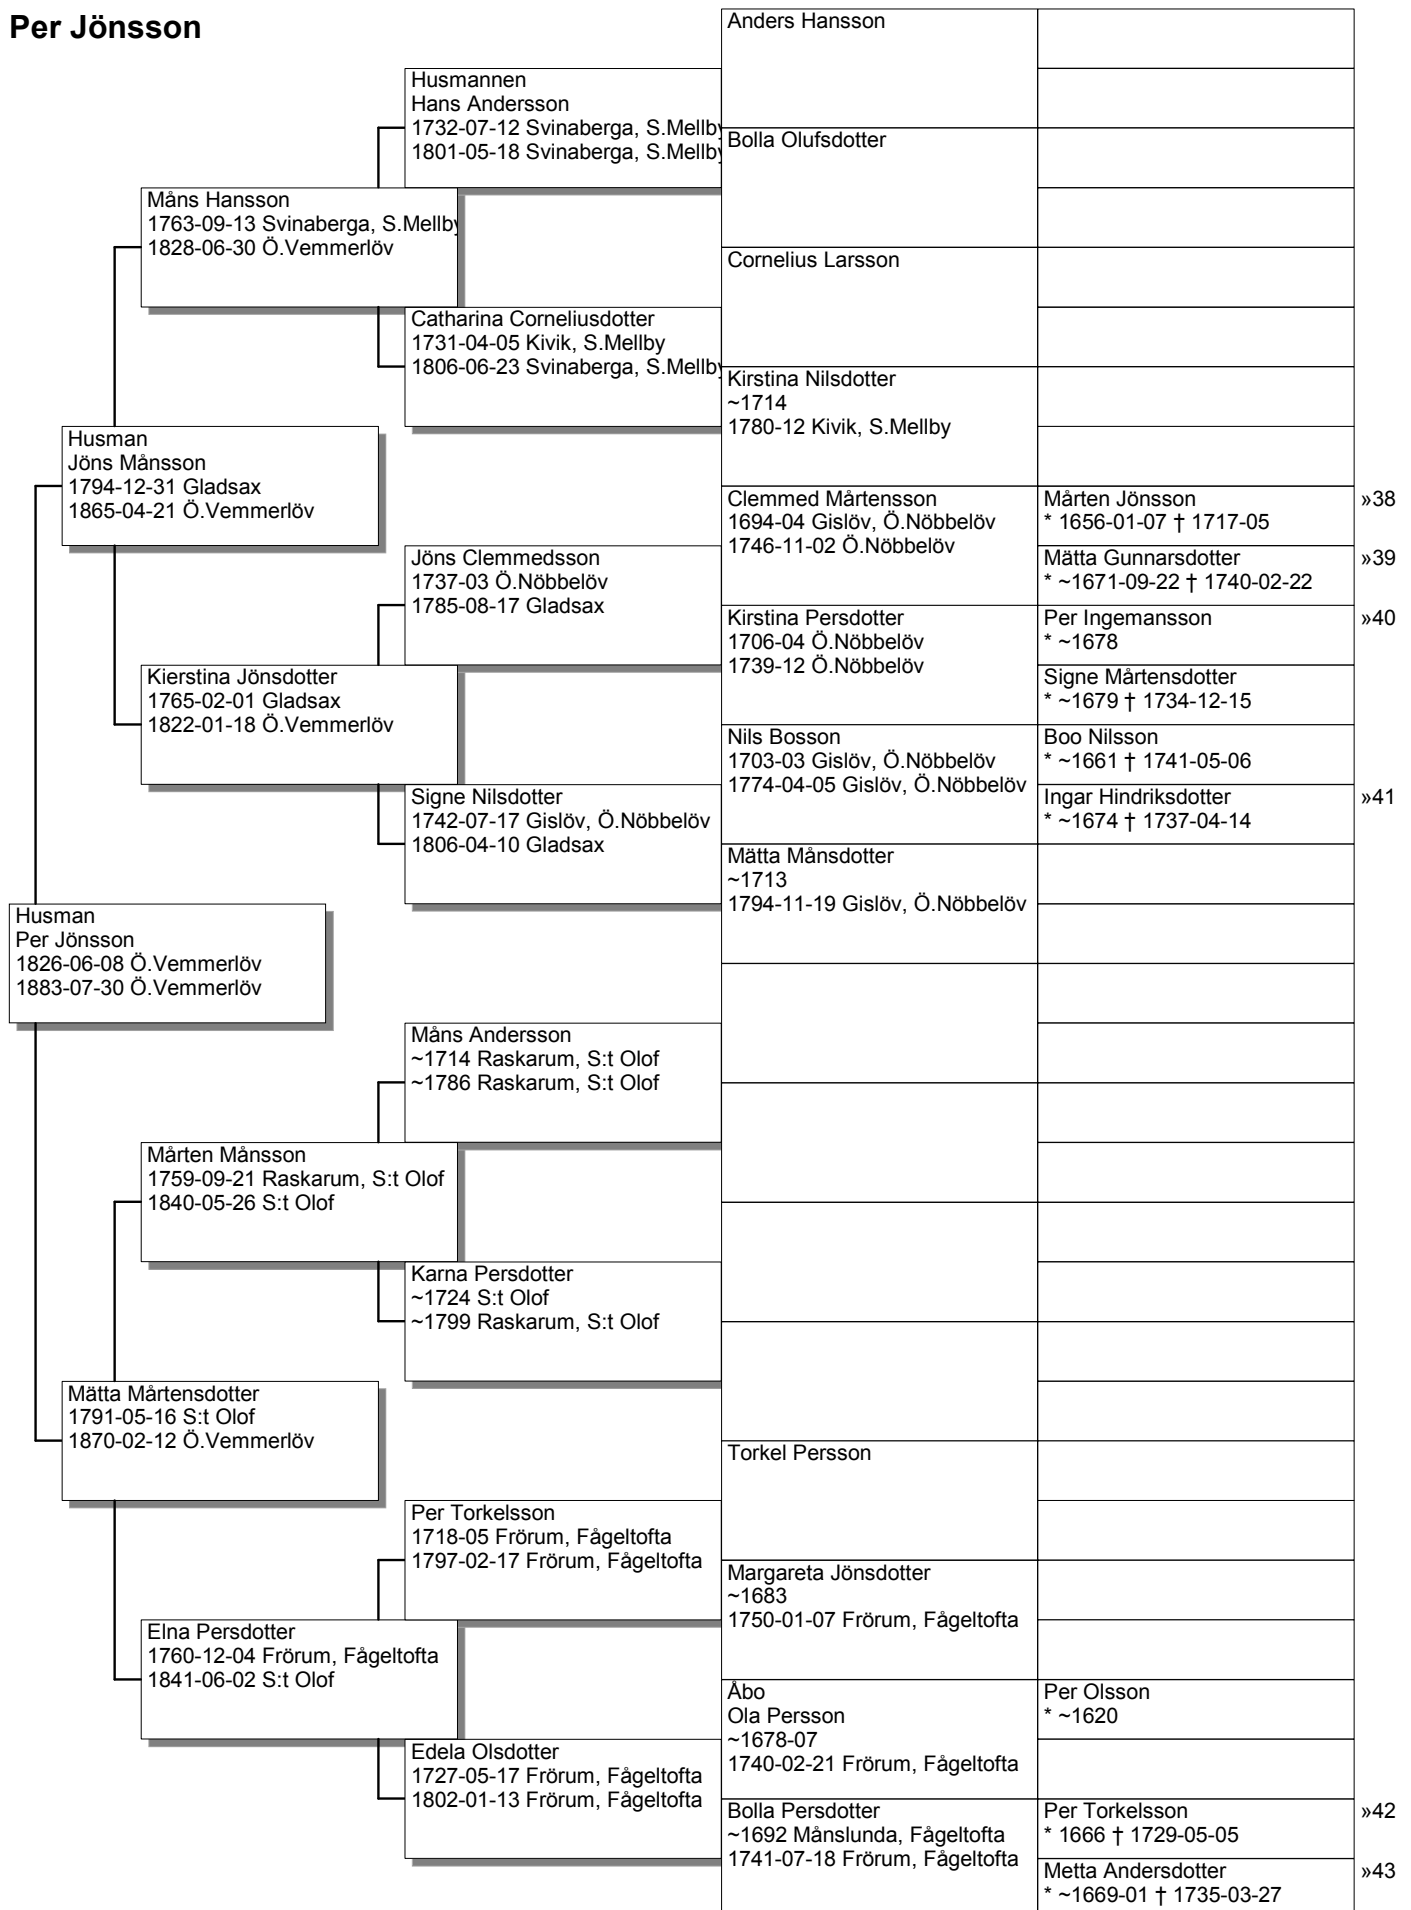 Per Jönsson
Anders Hansson
Husmannen
Hans Andersson
1732-07-12 Svinaberga, S.Mellby
1801-05-18 Svinaberga, S.Mellby
Bolla Olufsdotter
Måns Hansson
1763-09-13 Svinaberga, S.Mellby
1828-06-30 Ö.Vemmerlöv
Cornelius Larsson
Catharina Corneliusdotter
1731-04-05 Kivik, S.Mellby
1806-06-23 Svinaberga, S.Mellby
Kirstina Nilsdotter
~1714
1780-12 Kivik, S.Mellby
Husman
Jöns Månsson
1794-12-31 Gladsax
1865-04-21 Ö.Vemmerlöv
Clemmed Mårtensson
1694-04 Gislöv, Ö.Nöbbelöv
1746-11-02 Ö.Nöbbelöv
Mårten Jönsson
* 1656-01-07 † 1717-05
»38
Jöns Clemmedsson
1737-03 Ö.Nöbbelöv
1785-08-17 Gladsax
Mätta Gunnarsdotter
* ~1671-09-22 † 1740-02-22
»39
Kirstina Persdotter
1706-04 Ö.Nöbbelöv
1739-12 Ö.Nöbbelöv
Per Ingemansson
* ~1678
»40
Kierstina Jönsdotter
1765-02-01 Gladsax
1822-01-18 Ö.Vemmerlöv
Signe Mårtensdotter
* ~1679 † 1734-12-15
Nils Bosson
1703-03 Gislöv, Ö.Nöbbelöv
1774-04-05 Gislöv, Ö.Nöbbelöv
Boo Nilsson
* ~1661 † 1741-05-06
Signe Nilsdotter
1742-07-17 Gislöv, Ö.Nöbbelöv
1806-04-10 Gladsax
Ingar Hindriksdotter
* ~1674 † 1737-04-14
»41
Mätta Månsdotter
~1713
1794-11-19 Gislöv, Ö.Nöbbelöv
Husman
Per Jönsson
1826-06-08 Ö.Vemmerlöv
1883-07-30 Ö.Vemmerlöv
Måns Andersson
~1714 Raskarum, S:t Olof
~1786 Raskarum, S:t Olof
Mårten Månsson
1759-09-21 Raskarum, S:t Olof
1840-05-26 S:t Olof
Karna Persdotter
~1724 S:t Olof
~1799 Raskarum, S:t Olof
Mätta Mårtensdotter
1791-05-16 S:t Olof
1870-02-12 Ö.Vemmerlöv
Torkel Persson
Per Torkelsson
1718-05 Frörum, Fågeltofta
1797-02-17 Frörum, Fågeltofta
Margareta Jönsdotter
~1683
1750-01-07 Frörum, Fågeltofta
Elna Persdotter
1760-12-04 Frörum, Fågeltofta
1841-06-02 S:t Olof
Åbo
Ola Persson
~1678-07
1740-02-21 Frörum, Fågeltofta
Per Olsson
* ~1620
Edela Olsdotter
1727-05-17 Frörum, Fågeltofta
1802-01-13 Frörum, Fågeltofta
Bolla Persdotter
~1692 Månslunda, Fågeltofta
1741-07-18 Frörum, Fågeltofta
Per Torkelsson
* 1666 † 1729-05-05
»42
Metta Andersdotter
* ~1669-01 † 1735-03-27
»43